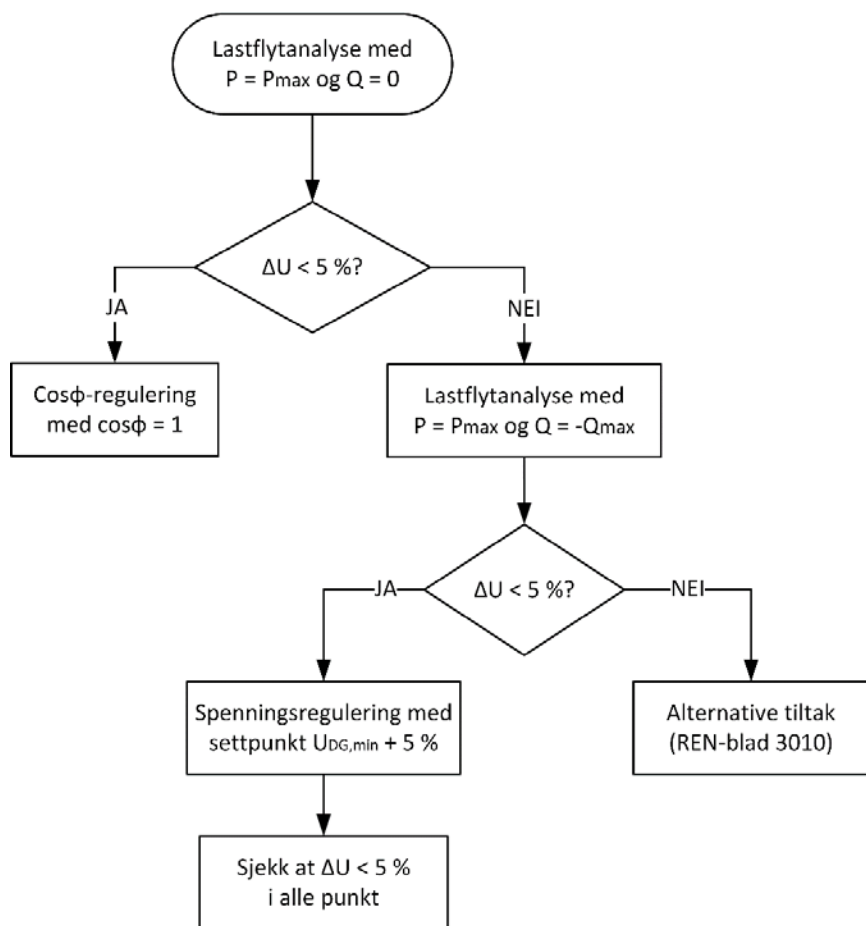 Lastflytanalyse med
P = Pmax og Q = 0
ΔU < 5 %?
JA
NEI
Cosϕ-regulering
med cosϕ = 1
Lastflytanalyse med
P = Pmax og Q = -Qmax
ΔU < 5 %?
JA
NEI
Spenningsregulering med
settpunkt UDG,min + 5 %
Alternative tiltak
(REN-blad 3010)
Sjekk at ΔU < 5 %
i alle punkt